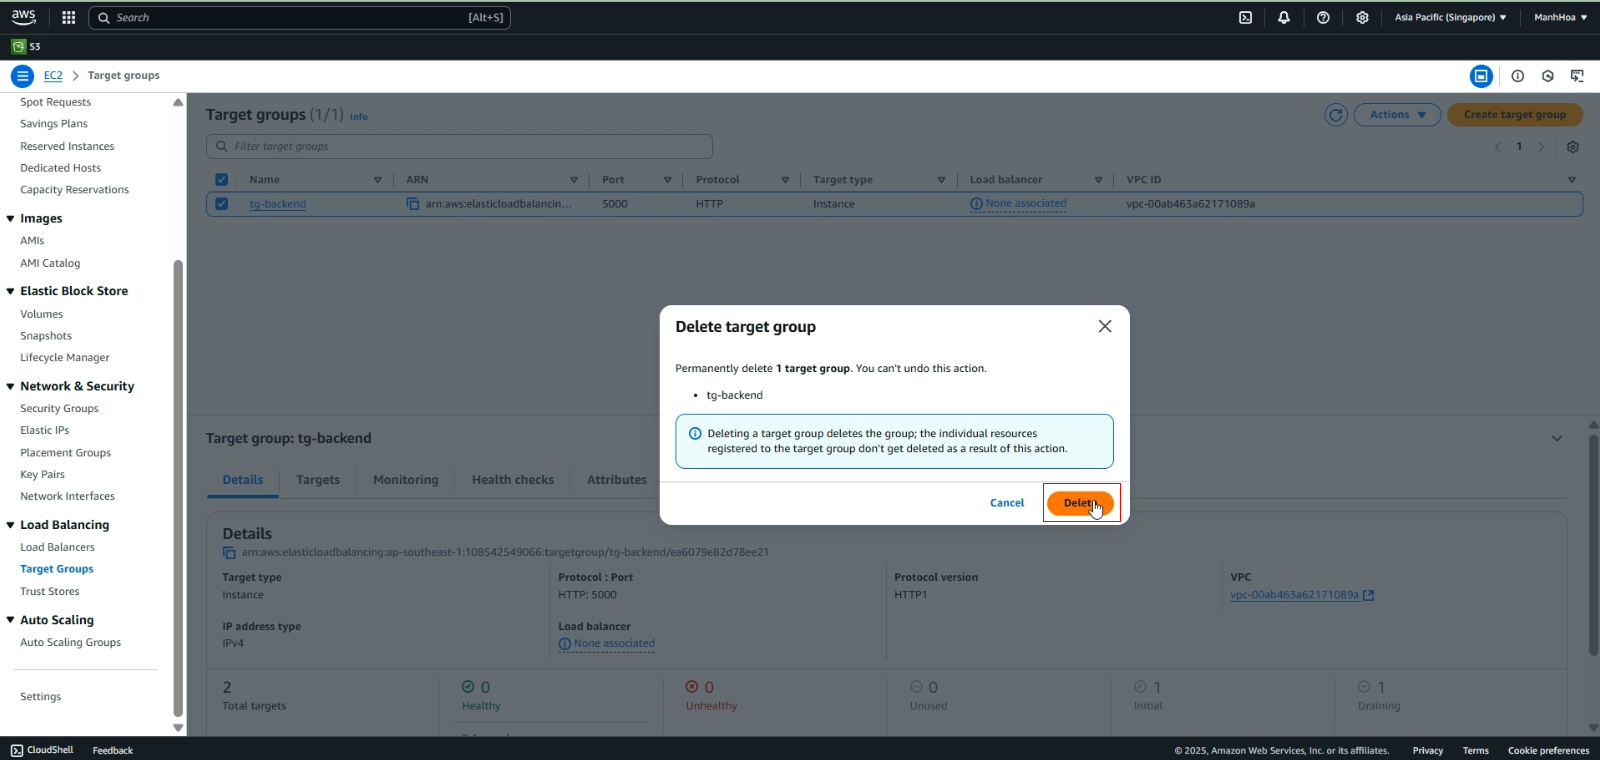 aws
Search [Alt+S]
Asia Pacific (Singapore) ManhHoa
S3
EC2 Target groups
Spot Requests
Savings Plans
Reserved Instances
Dedicated Hosts
Capacity Reservations
Images
AMIs
AMI Catalog
Elastic Block Store
Volumes
Snapshots
Lifecycle Manager
Network & Security
Security Groups
Elastic IPs
Placement Groups
Key Pairs
Network Interfaces
Load Balancing
Load Balancers
Target Groups
Trust Stores
Auto Scaling
Auto Scaling Groups
Settings
Target groups (1/1) Info
Actions Create target group
Filter target groups
1
Name ARN Port Protocol Target type Load balancer VPC ID
tg-backend arn:aws:elasticloadbalancin... 5000 HTTP Instance None associated vpc-00ab463a62171089a
Delete target group
Permanently delete 1 target group. You can't undo this action.
• tg-backend
Deleting a target group deletes the group; the individual resources
registered to the target group don't get deleted as a result of this action.
Cancel Delete
Target group: tg-backend
Details Targets Monitoring Health checks Attributes
Details
arn:aws:elasticloadbalancing:ap-southeast-1:108542549066:targetgroup/tg-backend/ea6079e82d78ee21
Target type Protocol : Port Protocol version VPC
Instance HTTP: 5000 HTTP1 vpc-00ab463a62171089a
IP address type Load balancer
IPv4 None associated
2 0 0 0 1 1
Total targets Healthy Unhealthy Unused Initial Draining
CloudShell Feedback © 2025, Amazon Web Services, Inc. or its affiliates. Privacy Terms Cookie preferences